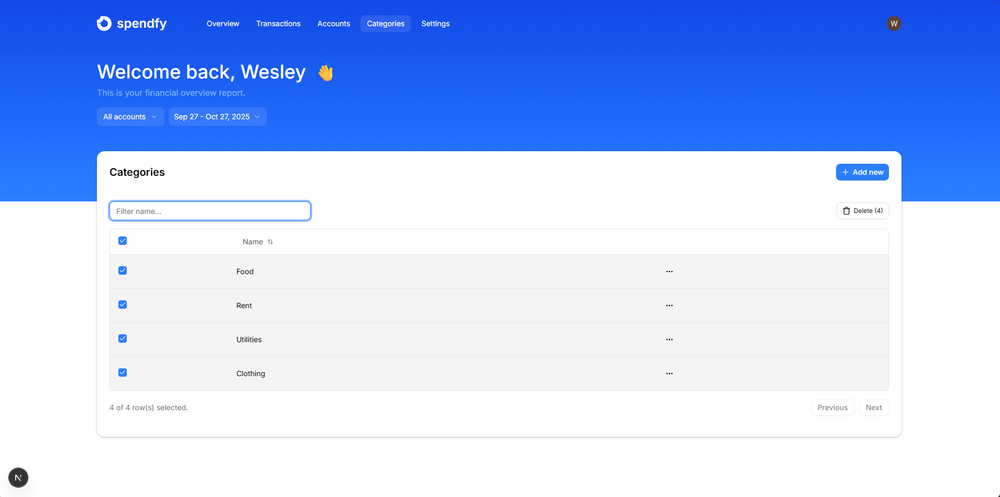 spendfy
Overview
Transactions
Accounts
Categories
Settings
W
Welcome back, Wesley 👋
This is your financial overview report.
All accounts
Sep 27 - Oct 27, 2025
Categories
+ Add new
Filter name...
Delete (4)
Name
Food
Rent
Utilities
Clothing
4 of 4 row(s) selected.
Previous
Next
N